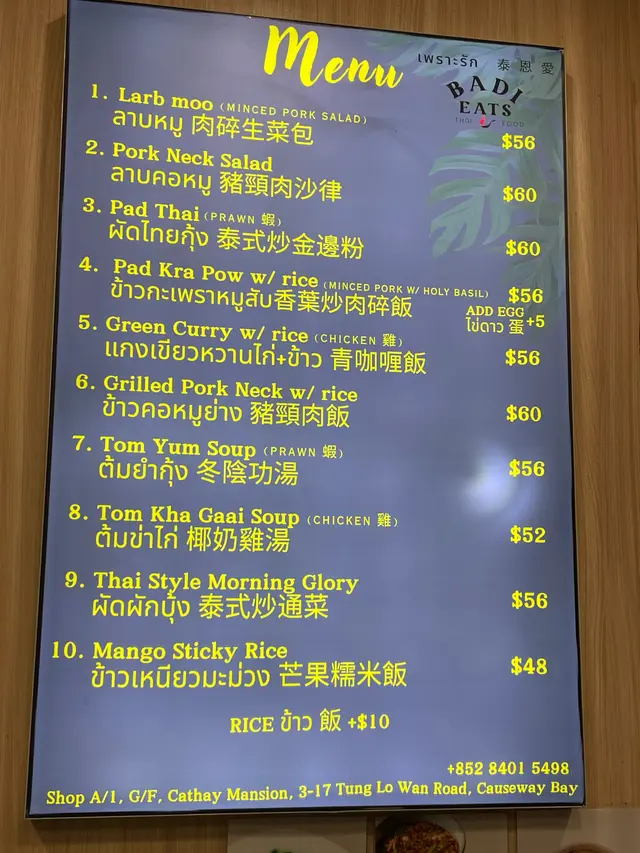 Menu
เพราะรัก 泰恩愛
BADI
EATS
THAI FOOD
1. Larb moo (MINCED PORK SALAD)
ลาบหมู 肉碎生菜包
$56
2. Pork Neck Salad
ลาบคอหมู 豬頸肉沙律
$60
3. Pad Thai (PRAWN 蝦)
ผัดไทยกุ้ง 泰式炒金邊粉
$60
4. Pad Kra Pow w/ rice (MINCED PORK W/ HOLY BASIL)
ข้าวกะเพราหมูสับ香葉炒肉碎飯
$56
ADD EGG
ไข่ดาว 蛋 +5
5. Green Curry w/ rice (CHICKEN 雞)
แกงเขียวหวานไก่+ข้าว 青咖喱飯
$56
6. Grilled Pork Neck w/ rice
ข้าวคอหมูย่าง 豬頸肉飯
$60
7. Tom Yum Soup (PRAWN 蝦)
ต้มยำกุ้ง 冬陰功湯
$56
8. Tom Kha Gaai Soup (CHICKEN 雞)
ต้มข่าไก่ 椰奶雞湯
$52
9. Thai Style Morning Glory
ผัดผักบุ้ง 泰式炒通菜
$56
10. Mango Sticky Rice
ข้าวเหนียวมะม่วง 芒果糯米飯
$48
RICE ข้าว 飯 +$10
+852 8401 5498
Shop A/1, G/F, Cathay Mansion, 3-17 Tung Lo Wan Road, Causeway Bay